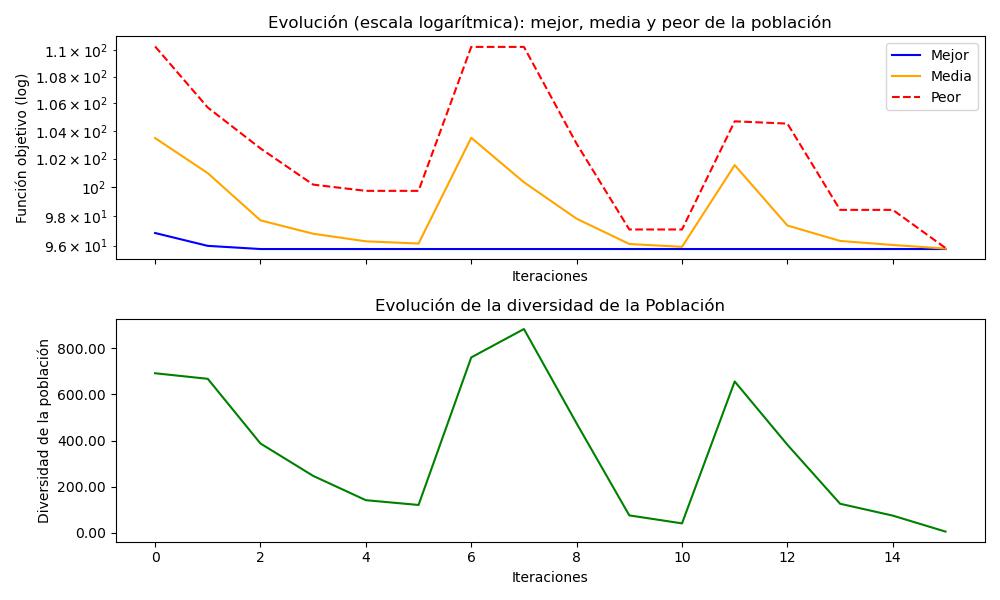 Evolución (escala logarítmica): mejor, media y peor de la población
Función objetivo (log)
1.11 × 10²
1.08 × 10²
1.06 × 10²
1.04 × 10²
1.02 × 10²
10²
9.8 × 10¹
9.6 × 10¹
Mejor
Media
Peor
Iteraciones
Evolución de la diversidad de la Población
Diversidad de la población
800.00
600.00
400.00
200.00
0.00
0 2 4 6 8 10 12 14
Iteraciones